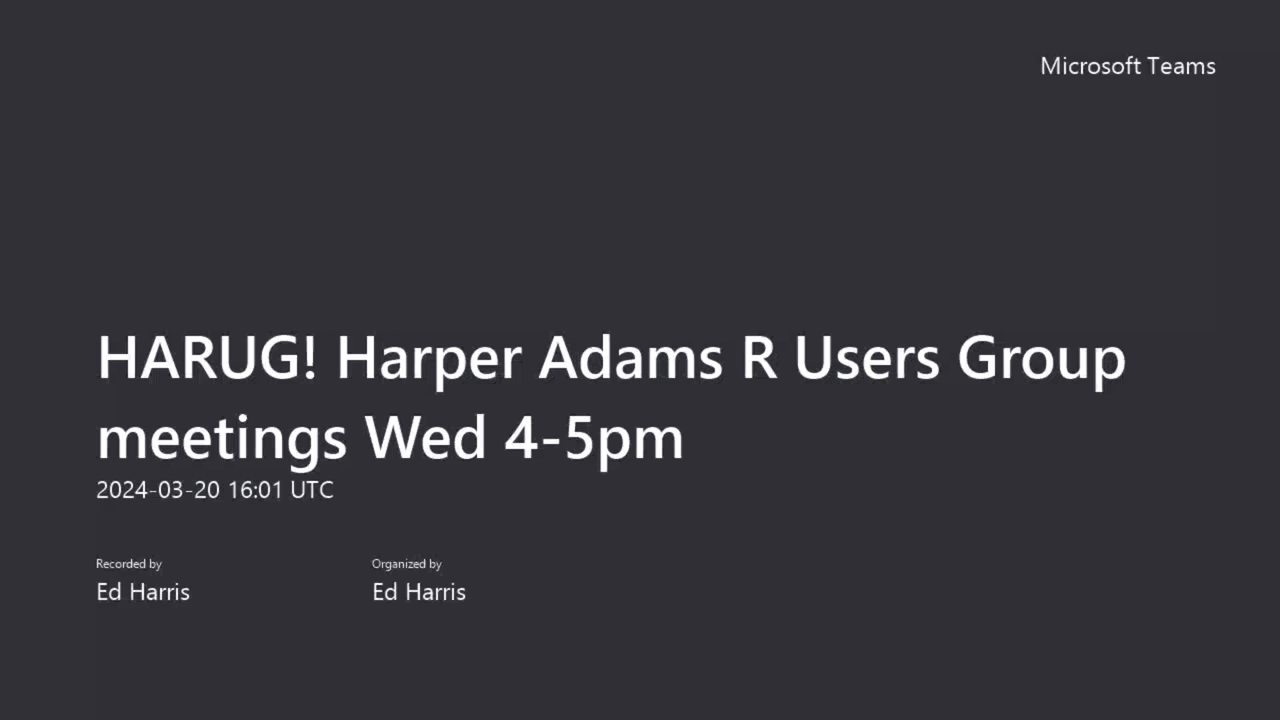 Microsoft Teams
HARUG! Harper Adams R Users Group
meetings Wed 4-5pm
2024-03-20 16:01 UTC
Recorded by
Ed Harris
Organized by
Ed Harris